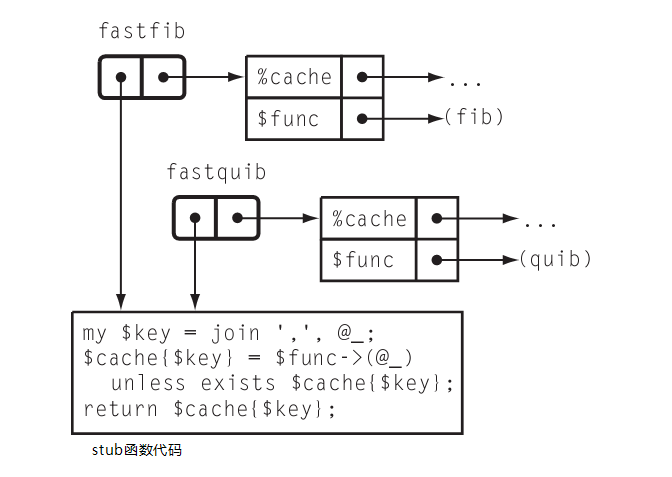 fastfib
%cache ...
$func (fib)
fastquib
%cache ...
$func (quib)
my $key = join ',', @_;
$cache{$key} = $func->(@_)
unless exists $cache{$key};
return $cache{$key};
stub函数代码